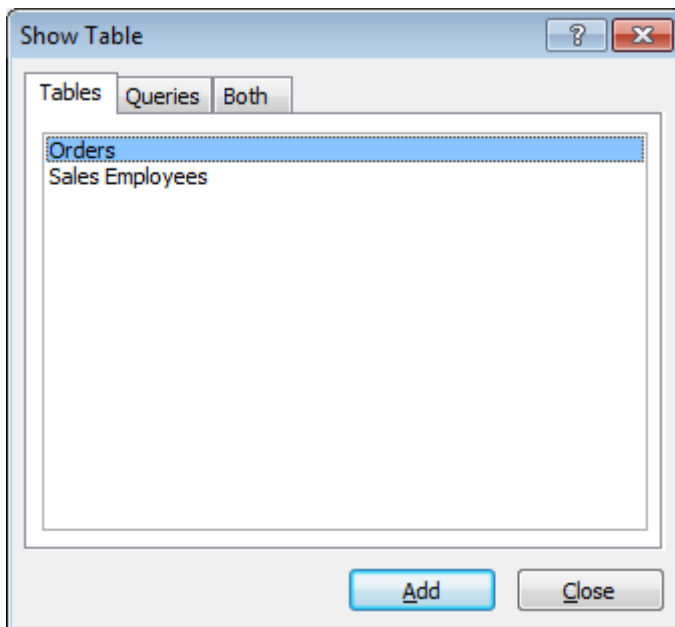 Show Table
?
Tables Queries Both
Orders
Sales Employees
Add Close